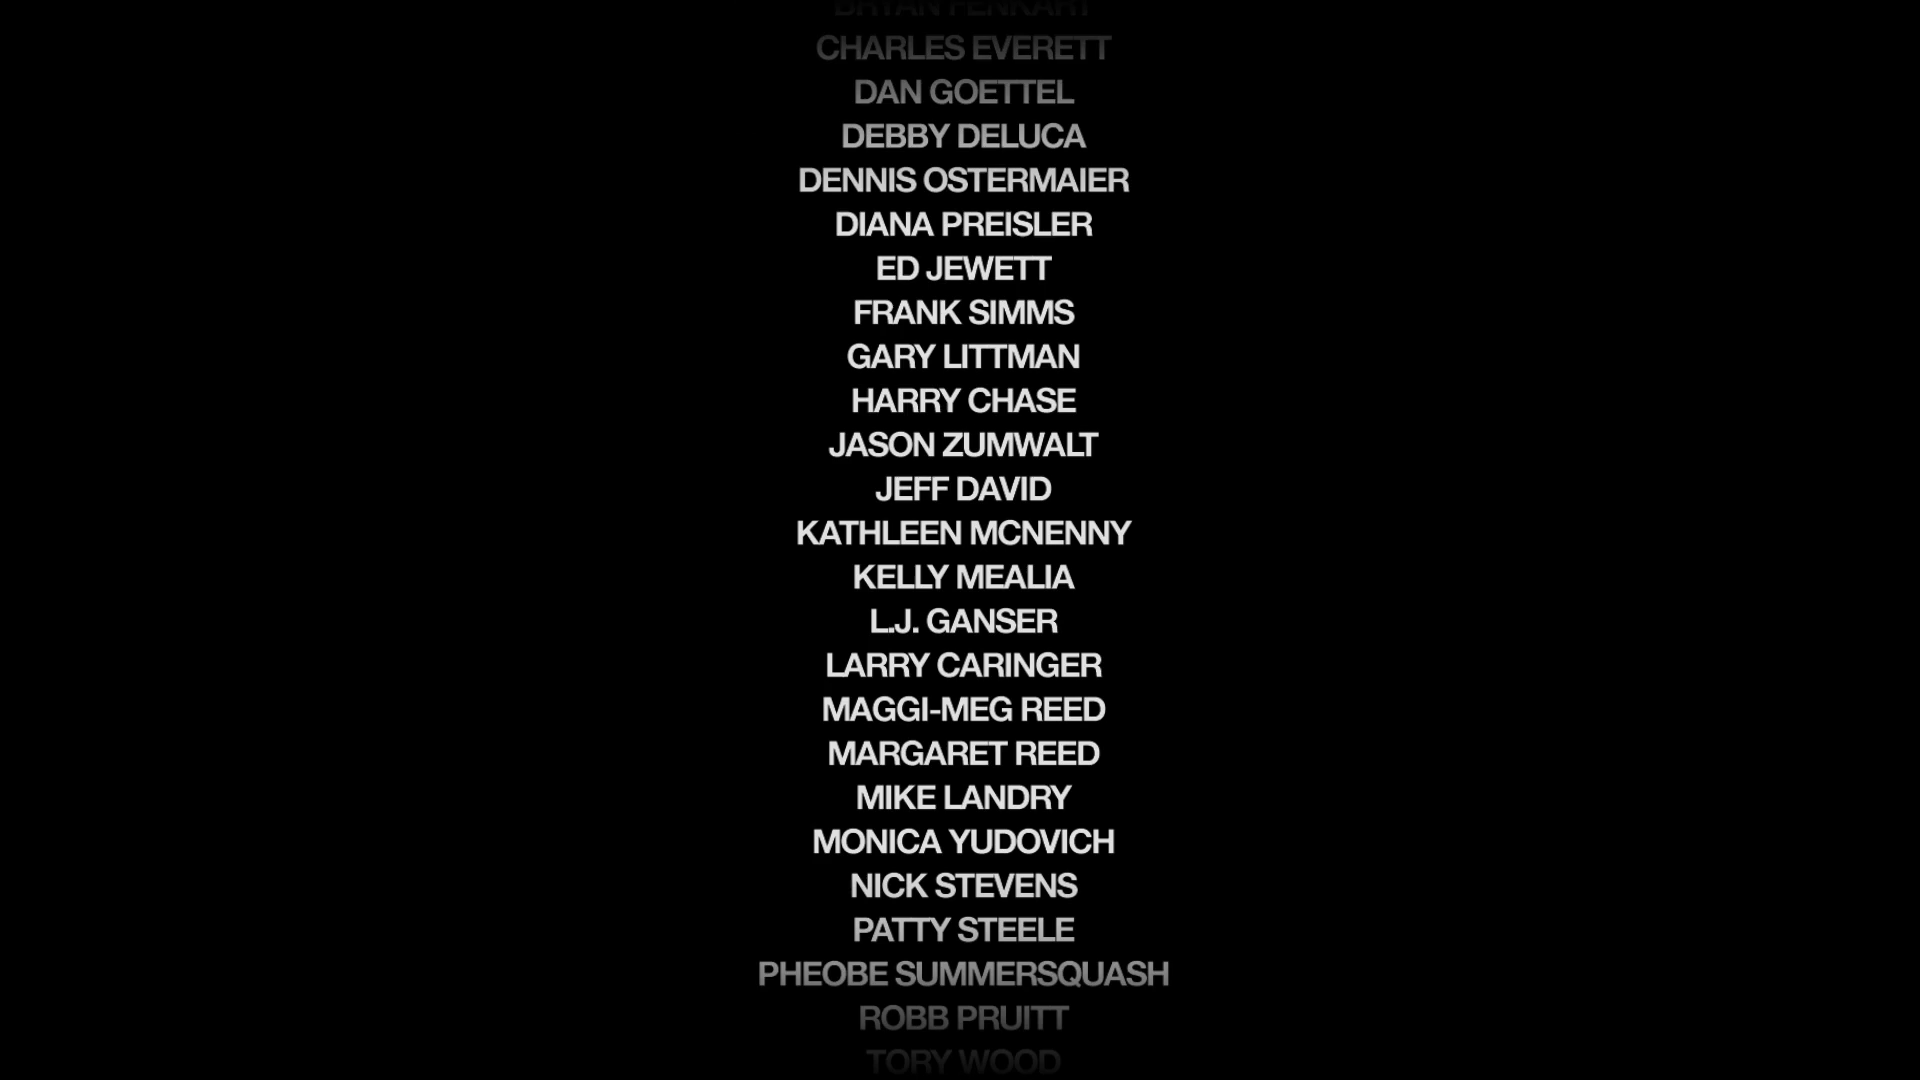 BRYAN FENKART
CHARLES EVERETT
DAN GOETTEL
DEBBY DELUCA
DENNIS OSTERMAIER
DIANA PREISLER
ED JEWETT
FRANK SIMMS
GARY LITTMAN
HARRY CHASE
JASON ZUMWALT
JEFF DAVID
KATHLEEN MCNENNY
KELLY MEALIA
L.J. GANSER
LARRY CARINGER
MAGGI-MEG REED
MARGARET REED
MIKE LANDRY
MONICA YUDOVICH
NICK STEVENS
PATTY STEELE
PHEOBE SUMMERSQUASH
ROBB PRUITT
TORY WOOD